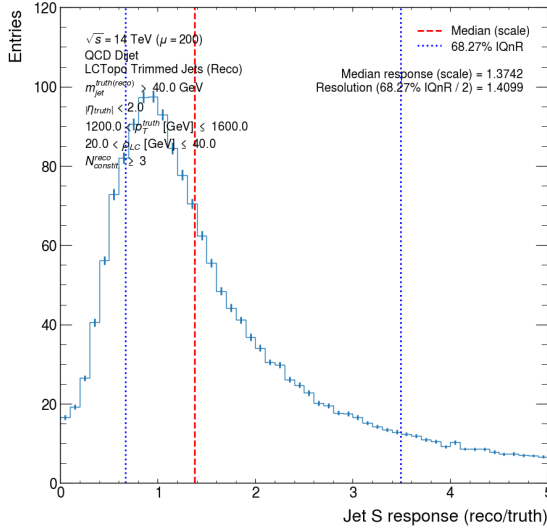 Entries
120
100
80
60
40
20
0
0 1 2 3 4 5
Jet S response (reco/truth)
√s = 14 TeV (μ = 200)
QCD Dijet
LCTopo Trimmed Jets (Reco)
m_jet^truth(reco) > 40.0 GeV
|η_truth| < 2.0
1200.0 < p_T^truth [GeV] ≤ 1600.0
20.0 < p_LC [GeV] ≤ 40.0
N_constit^reco ≥ 3
Median (scale)
68.27% IQnR
Median response (scale) = 1.3742
Resolution (68.27% IQnR / 2) = 1.4099